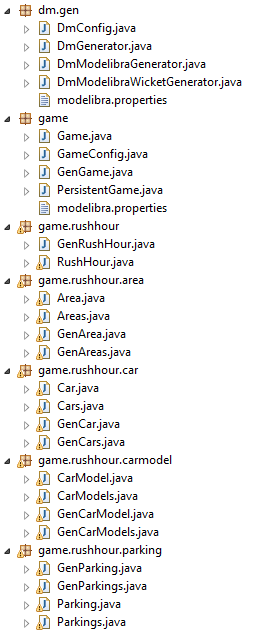 dm.gen
DmConfig.java
DmGenerator.java
DmModelibraGenerator.java
DmModelibraWicketGenerator.java
modelibra.properties
game
Game.java
GameConfig.java
GenGame.java
PersistentGame.java
modelibra.properties
game.rushhour
GenRushHour.java
RushHour.java
game.rushhour.area
Area.java
Areas.java
GenArea.java
GenAreas.java
game.rushhour.car
Car.java
Cars.java
GenCar.java
GenCars.java
game.rushhour.carmodel
CarModel.java
CarModels.java
GenCarModel.java
GenCarModels.java
game.rushhour.parking
GenParking.java
GenParkings.java
Parking.java
Parkings.java